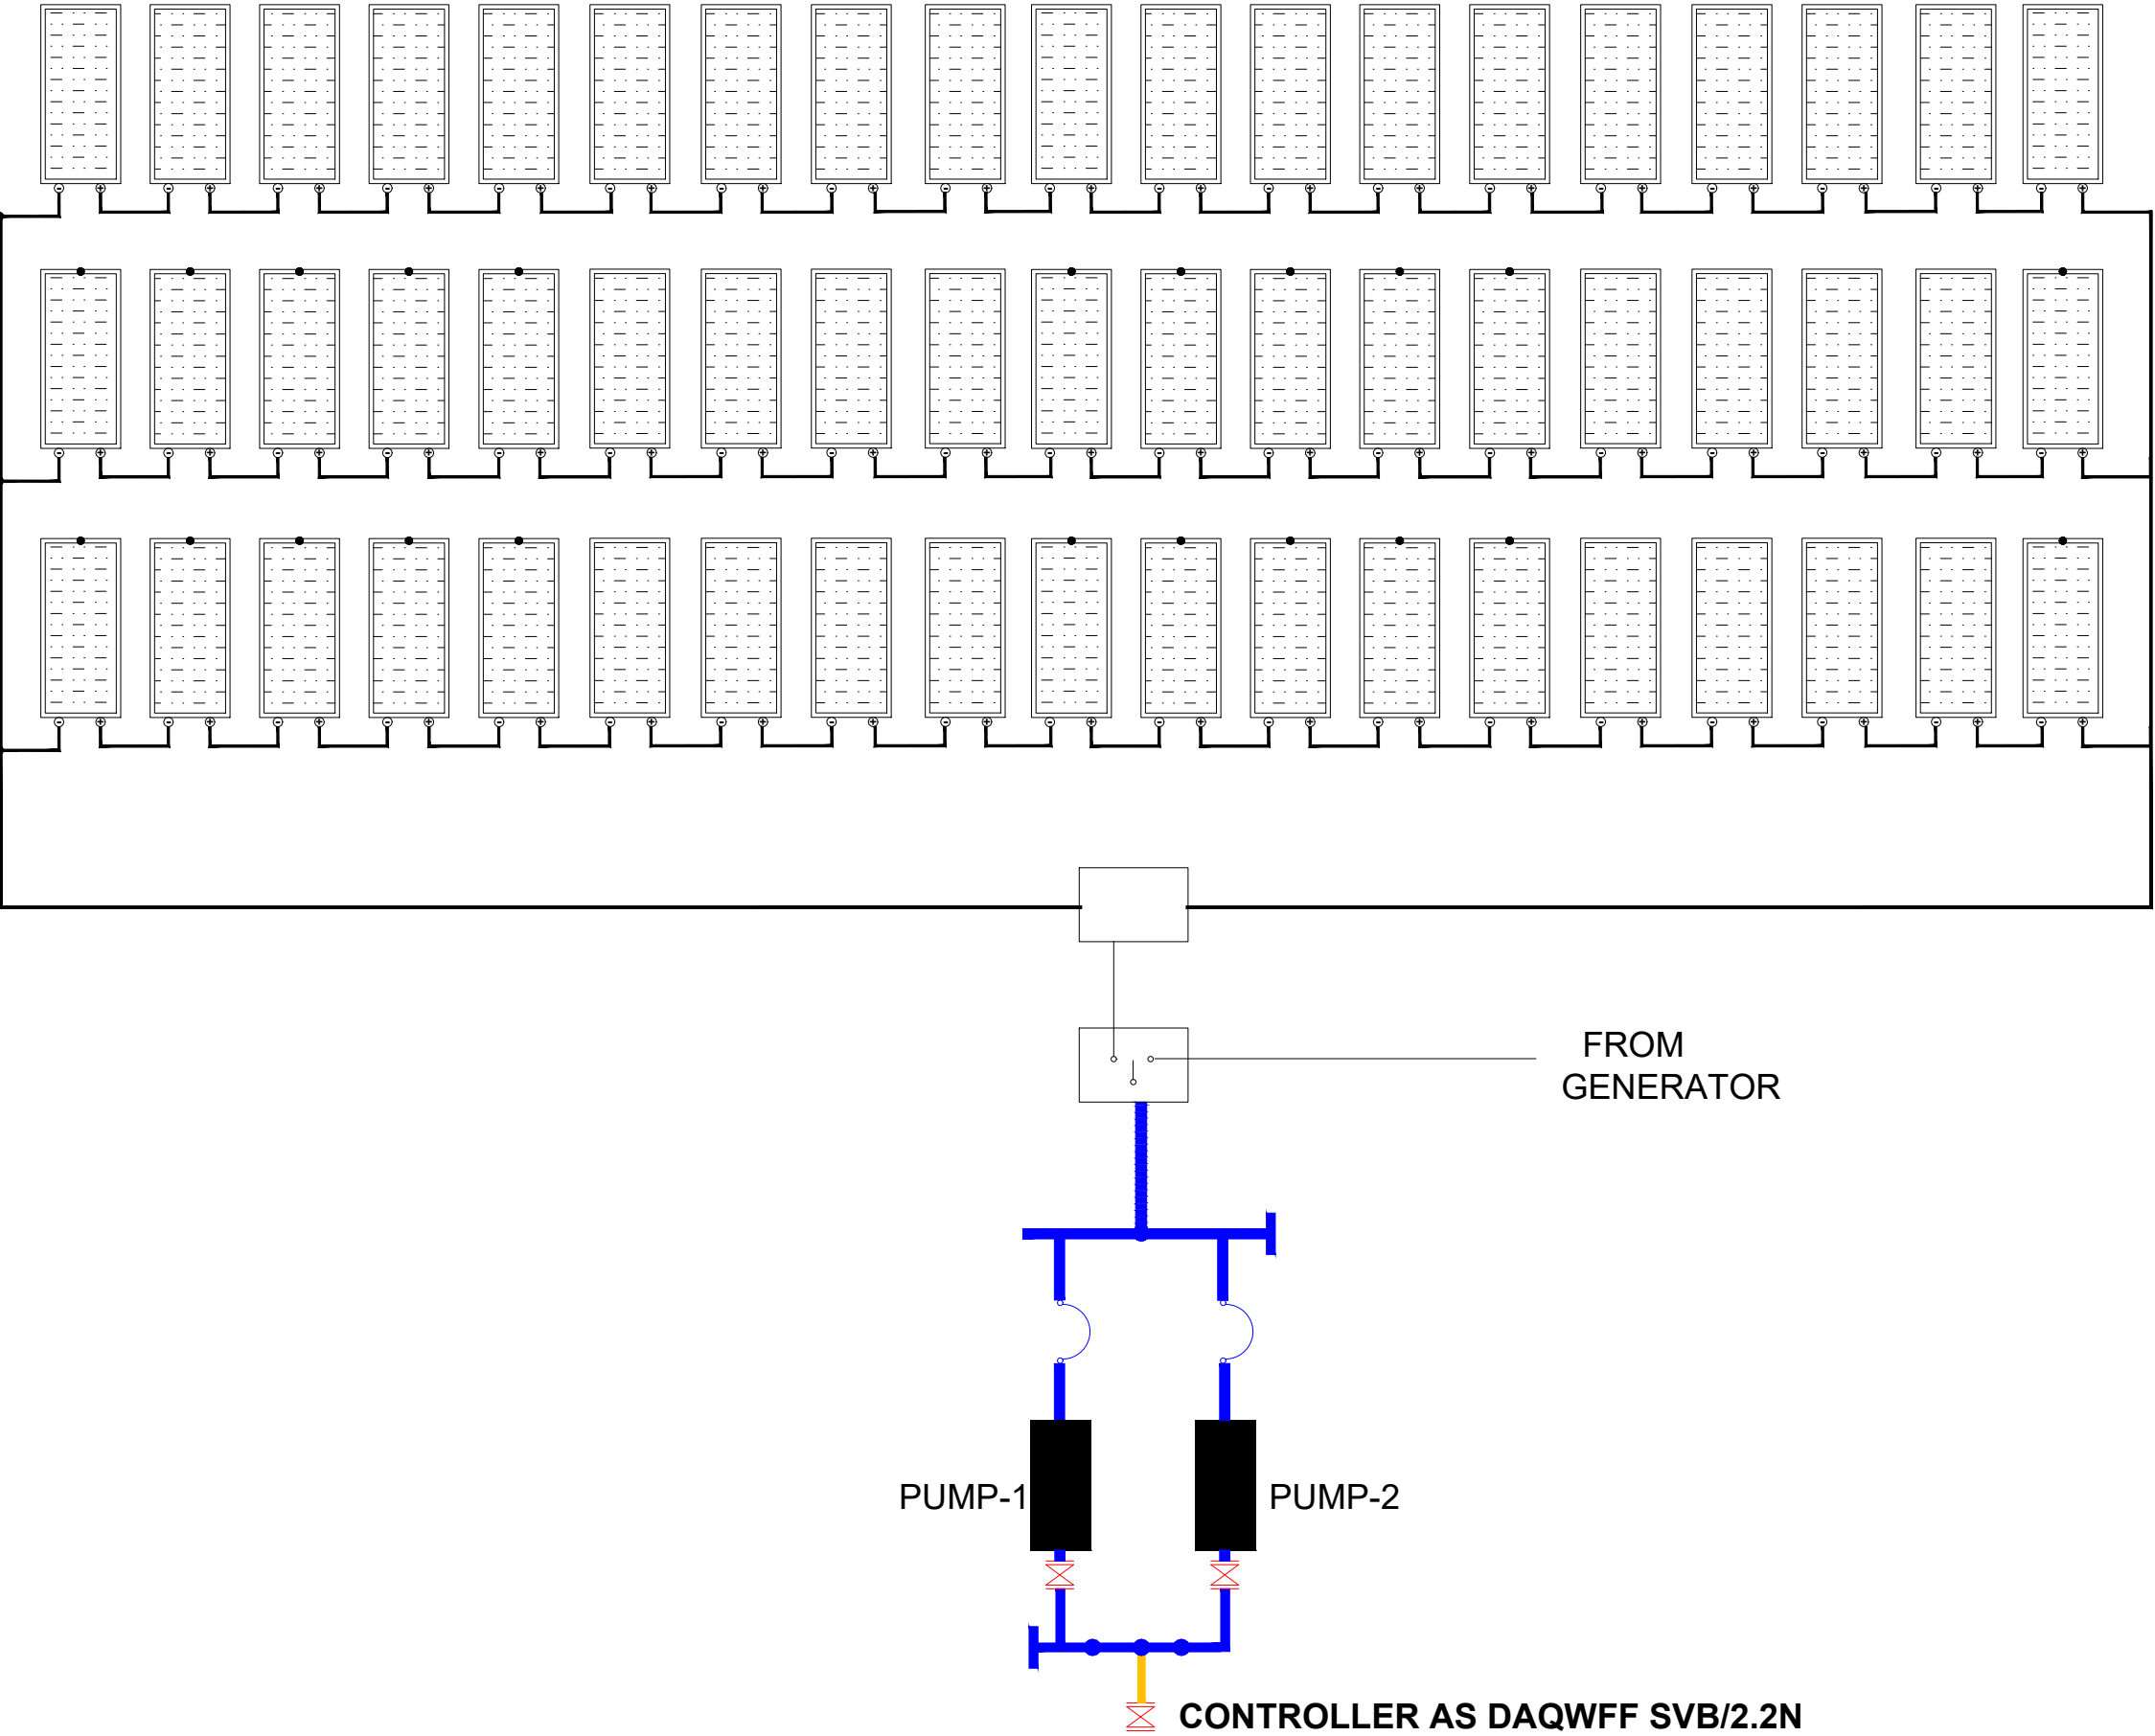 FROM
GENERATOR
PUMP-1
PUMP-2
CONTROLLER AS DAQWFF SVB/2.2N